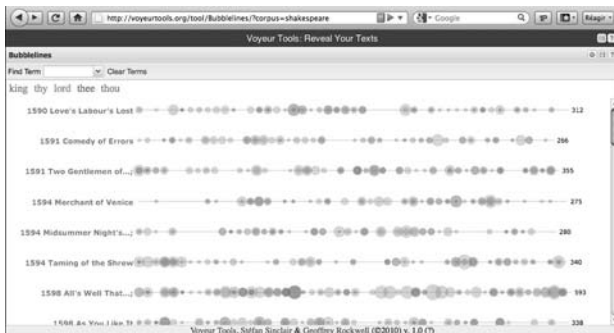 http://voyeurtools.org/tool/Bubblelines/?corpus=shakespeare
Google
Réagir
Voyeur Tools: Reveal Your Texts
Bubblelines
Find Term Clear Terms
king thy lord thee thou
1590 Love's Labour's Lost 312
1591 Comedy of Errors 266
1591 Two Gentlemen of...; 355
1594 Merchant of Venice 275
1594 Midsummer Night's...; 280
1594 Taming of the Shrew 340
1598 All's Well That...; 393
1598 As You Like It 338
Voyeur Tools, Stéfan Sinclair & Geoffrey Rockwell (©2010) v. 1.0 (?)